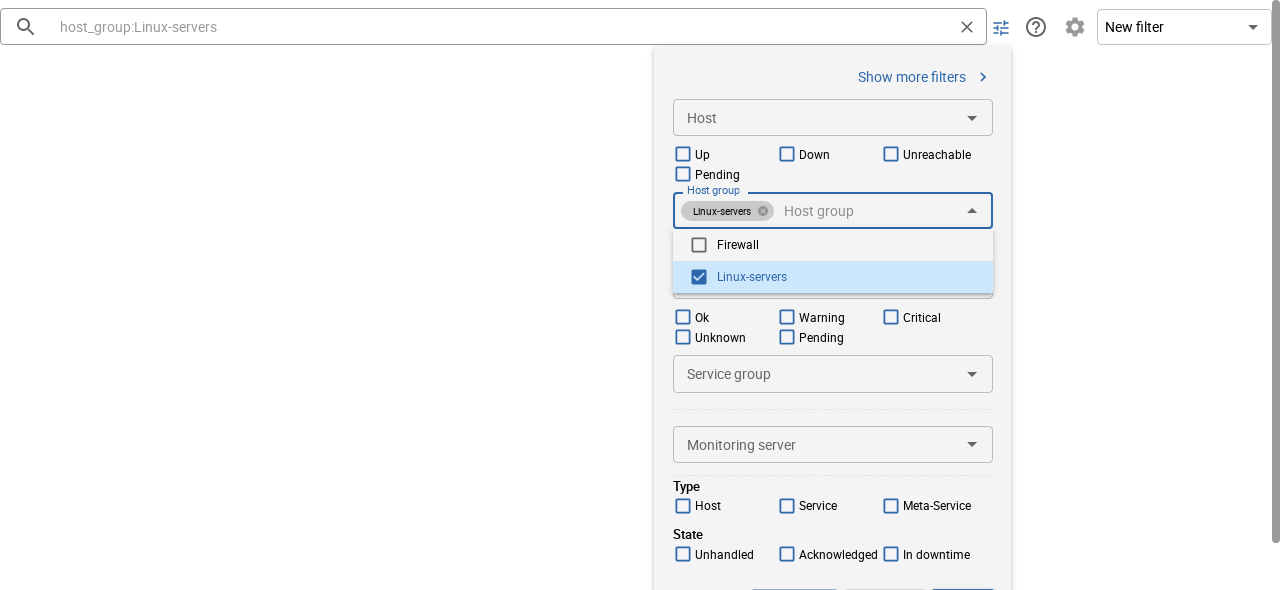 host_group:Linux-servers
New filter
Show more filters
Host
Up Down Unreachable
Pending
Host group
Linux-servers Host group
Firewall
Linux-servers
Ok Warning Critical
Unknown Pending
Service group
Monitoring server
Type
Host Service Meta-Service
State
Unhandled Acknowledged In downtime